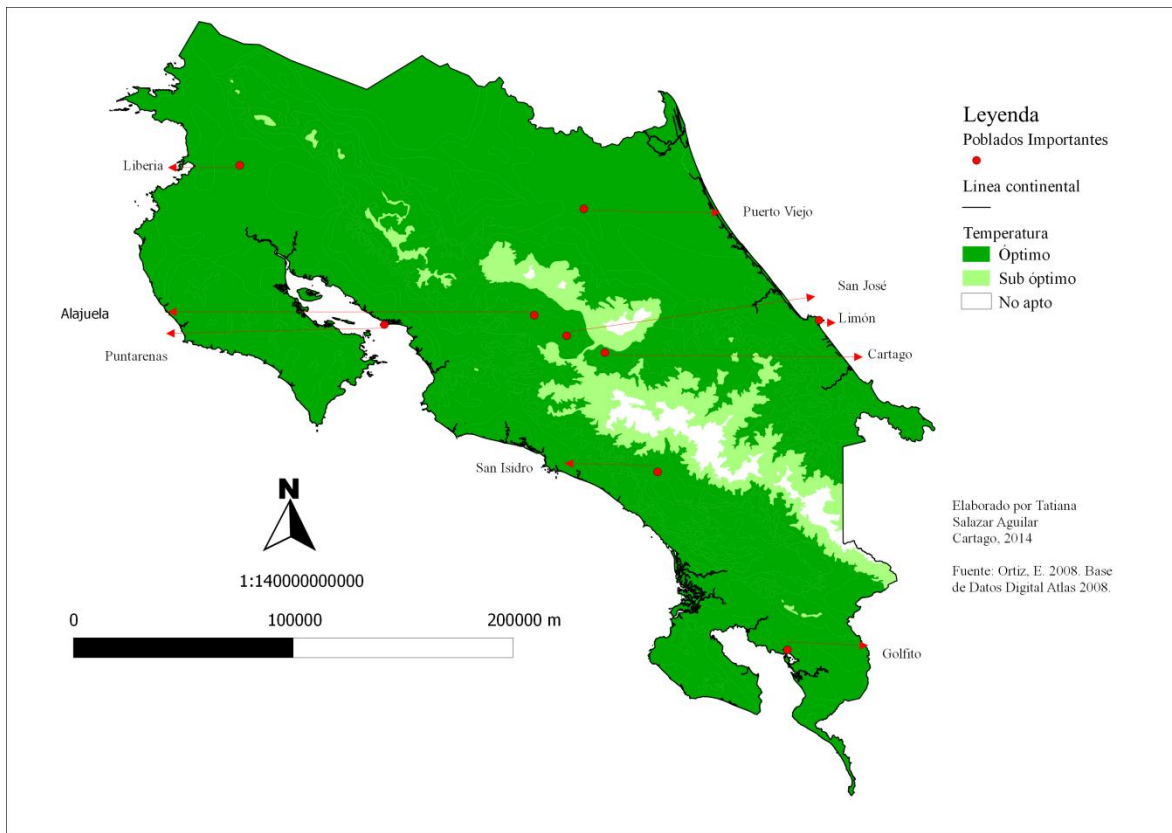 Leyenda
Poblados Importantes
Línea continental
Temperatura
Óptimo
Sub óptimo
No apto
Liberia
Puerto Viejo
San José
Alajuela
Limón
Puntarenas
Cartago
San Isidro
N
1:140000000000
0 100000 200000 m
Golfito
Elaborado por Tatiana
Salazar Aguilar
Cartago, 2014
Fuente: Ortiz, E. 2008. Base
de Datos Digital Atlas 2008.